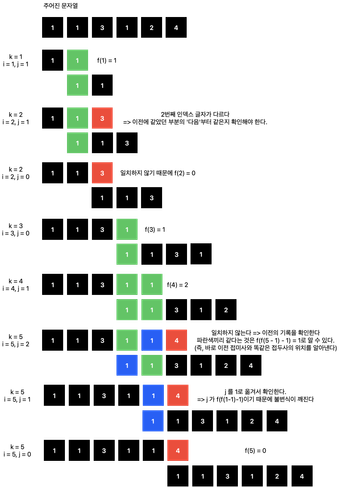 주어진 문자열
1 1 3 1 2 4
k = 1
i = 1, j = 1
1 1 f(1) = 1
1 1
k = 2
i = 2, j = 1
1 1 3 2번째 인덱스 글자가 다르다
=> 이전에 같았던 부분의 '다음'부터 같은지 확인해야 한다.
1 1 3
k = 2
i = 2, j = 0
1 1 3 일치하지 않기 때문에 f(2) = 0
1 1 3
k = 3
i = 3, j = 0
1 1 3 1 f(3) = 1
1 1 3 1
k = 4
i = 4, j = 1
1 1 3 1 1 f(4) = 2
1 1 3 1 2
k = 5
i = 5, j = 2
1 1 3 1 1 4 일치하지 않는다 => 이전의 기록을 확인한다
파란색끼리 같다는 것은 f(f(5 - 1) - 1) = 1로 알 수 있다.
(즉, 바로 이전 접미사와 똑같은 접두사의 위치를 알아낸다)
1 1 3 1 2 4
k = 5
i = 5, j = 1
1 1 3 1 1 4 j 를 1로 옮겨서 확인한다.
=> j 가 f(f(1-1)-1)이기 때문에 불변식이 깨진다
1 1 3 1 2 4
k = 5
i = 5, j = 0
1 1 3 1 1 4 f(5) = 0
1 1 3 1 2 4